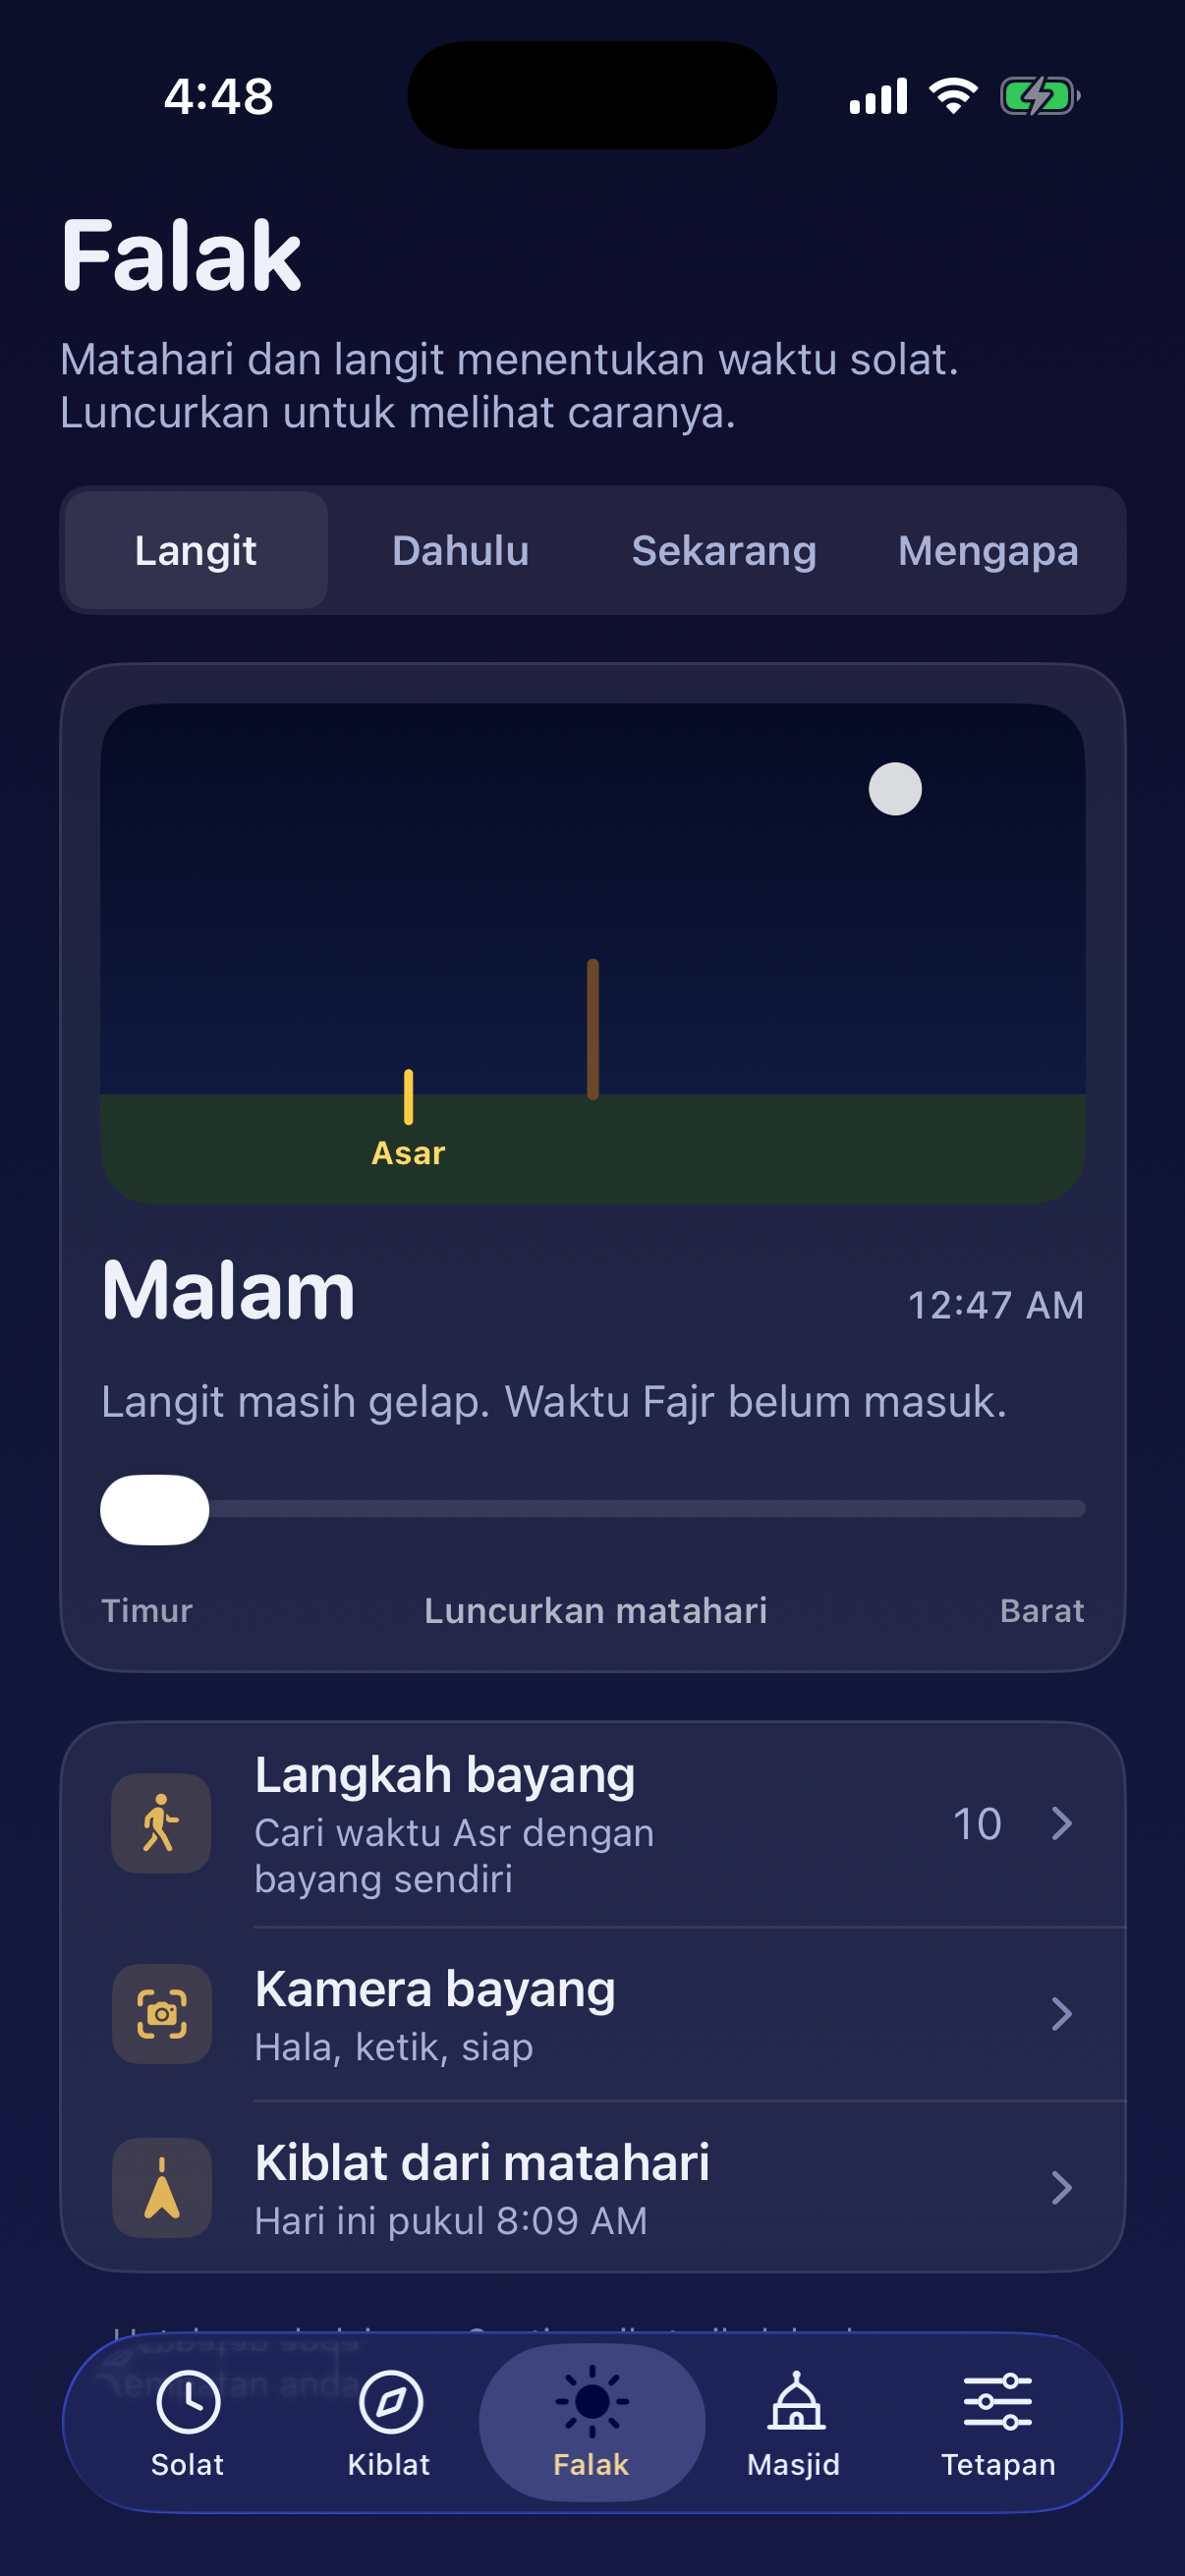 4:48
Falak
Matahari dan langit menentukan waktu solat.
Luncurkan untuk melihat caranya.
Langit
Dahulu
Sekarang
Mengapa
Asar
Malam
12:47 AM
Langit masih gelap. Waktu Fajr belum masuk.
Timur
Luncurkan matahari
Barat
Langkah bayang
Cari waktu Asr dengan
bayang sendiri
10
Kamera bayang
Hala, ketik, siap
Kiblat dari matahari
Hari ini pukul 8:09 AM
Solat
Kiblat
Falak
Masjid
Tetapan